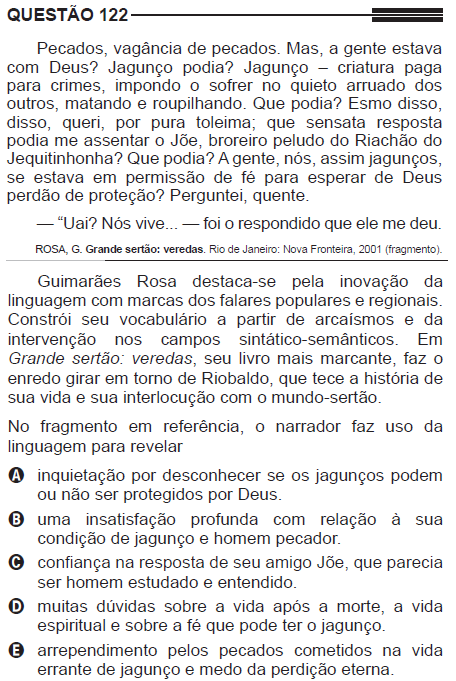 QUESTÃO 122
Pecados, vagância de pecados. Mas, a gente estava
com Deus? Jagunço podia? Jagunço – criatura paga
para crimes, impondo o sofrer no quieto arruado dos
outros, matando e roupilhando. Que podia? Esmo disso,
disso, queri, por pura toleima; que sensata resposta
podia me assentar o Jõe, broreiro peludo do Riachão do
Jequitinhonha? Que podia? A gente, nós, assim jagunços,
se estava em permissão de fé para esperar de Deus
perdão de proteção? Perguntei, quente.
— “Uai? Nós vive... — foi o respondido que ele me deu.
ROSA, G. Grande sertão: veredas. Rio de Janeiro: Nova Fronteira, 2001 (fragmento).
Guimarães Rosa destaca-se pela inovação da
linguagem com marcas dos falares populares e regionais.
Constrói seu vocabulário a partir de arcaísmos e da
intervenção nos campos sintático-semânticos. Em
Grande sertão: veredas, seu livro mais marcante, faz o
enredo girar em torno de Riobaldo, que tece a história de
sua vida e sua interlocução com o mundo-sertão.
No fragmento em referência, o narrador faz uso da
linguagem para revelar
A inquietação por desconhecer se os jagunços podem
ou não ser protegidos por Deus.
B uma insatisfação profunda com relação à sua
condição de jagunço e homem pecador.
C confiança na resposta de seu amigo Jõe, que parecia
ser homem estudado e entendido.
D muitas dúvidas sobre a vida após a morte, a vida
espiritual e sobre a fé que pode ter o jagunço.
E arrependimento pelos pecados cometidos na vida
errante de jagunço e medo da perdição eterna.